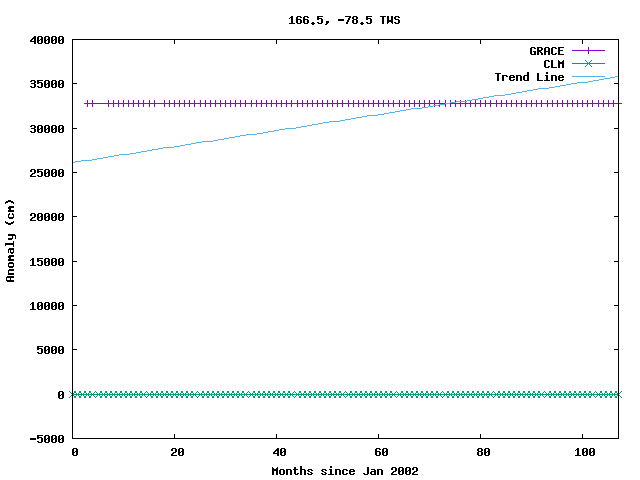 166.5, -78.5 TWS
GRACE
CLM
Trend Line
40000
35000
30000
25000
20000
15000
10000
5000
0
-5000
Anomaly (cm)
0 20 40 60 80 100
Months since Jan 2002